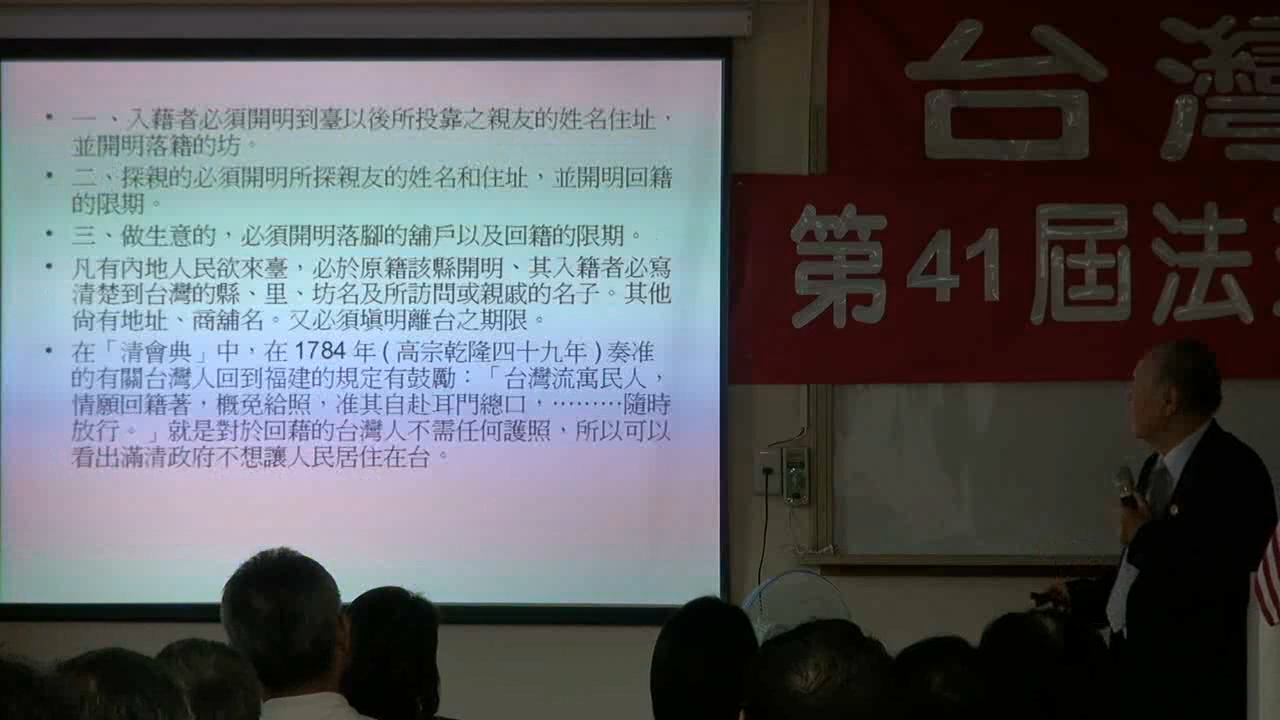 • 一、入藉者必須開明到臺以後所投靠之親友的姓名住址，
並開明落籍的坊。
• 二、探親的必須開明所探親友的姓名和住址，並開明回籍
的限期。
• 三、做生意的，必須開明落腳的舖戶以及回籍的限期。
• 凡有內地人民欲來臺，必於原籍該縣開明、其入籍者必寫
清楚到台灣的縣、里、坊名及所訪問或親戚的名子。其他
尚有地址、商舖名。又必須填明離台之期限。
• 在「清會典」中，在 1784 年 ( 高宗乾隆四十九年 ) 奏准
的有關台灣人回到福建的規定有鼓勵：「台灣流寓民人，
情願回籍著，概免給照，准其自赴耳門總口，………隨時
放行。」就是對於回藉的台灣人不需任何護照，所以可以
看出滿清政府不想讓人民居住在台。
台灣
第41屆法